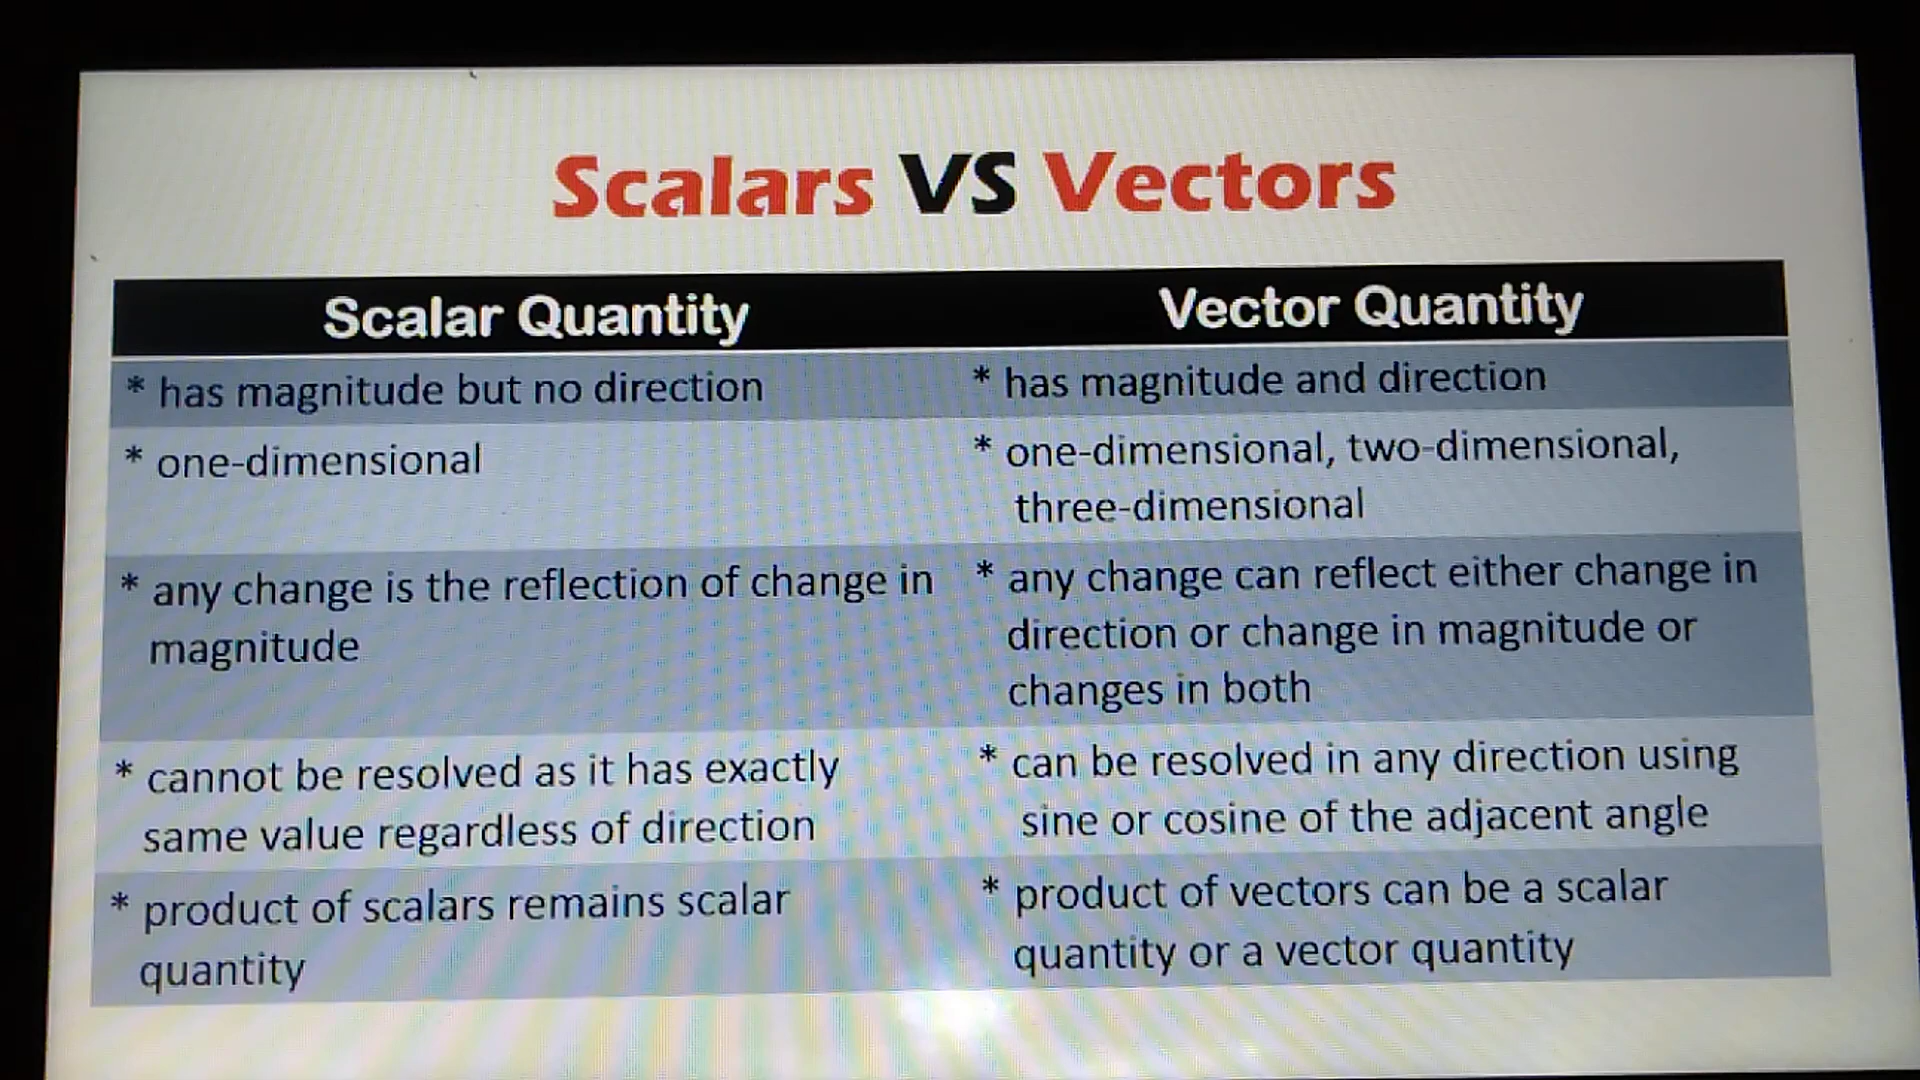 Scalars VS Vectors
Scalar Quantity
Vector Quantity
* has magnitude but no direction
* has magnitude and direction
* one-dimensional
* one-dimensional, two-dimensional,
three-dimensional
* any change is the reflection of change in
magnitude
* any change can reflect either change in
direction or change in magnitude or
changes in both
* cannot be resolved as it has exactly
same value regardless of direction
* can be resolved in any direction using
sine or cosine of the adjacent angle
* product of scalars remains scalar
quantity
* product of vectors can be a scalar
quantity or a vector quantity